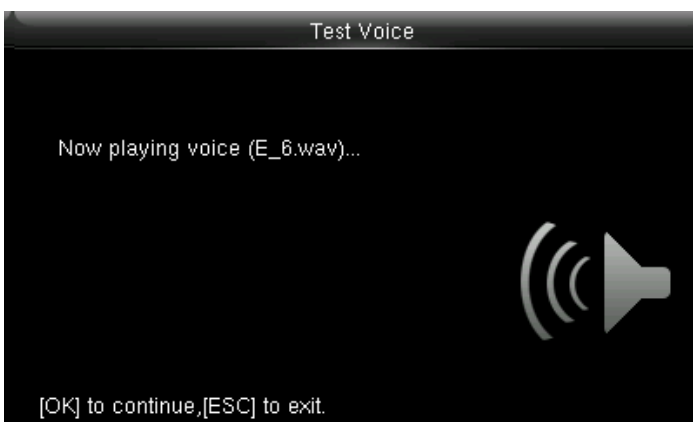 Test Voice
Now playing voice (E_6.wav)...
[OK] to continue,[ESC] to exit.